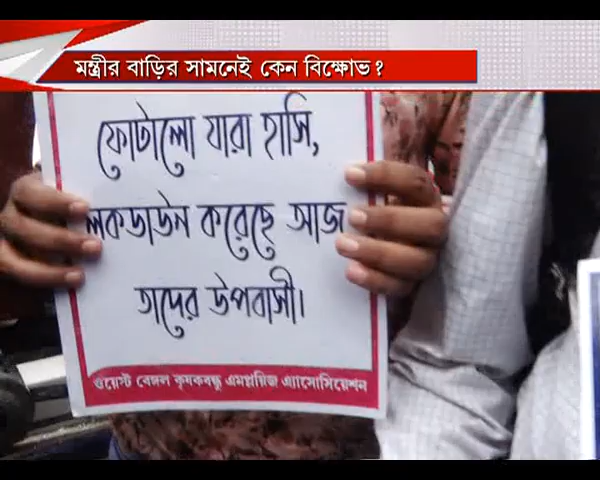 মন্ত্রীর বাড়ির সামনেই কেন বিক্ষোভ?
ফোটালো যারা হাসি,
লকডাউন করেছে আজ
তাদের উপবাসী।
ওয়েস্ট বেঙ্গল কৃষকবন্ধু এমপ্লয়িজ এ্যাসোসিয়েশন